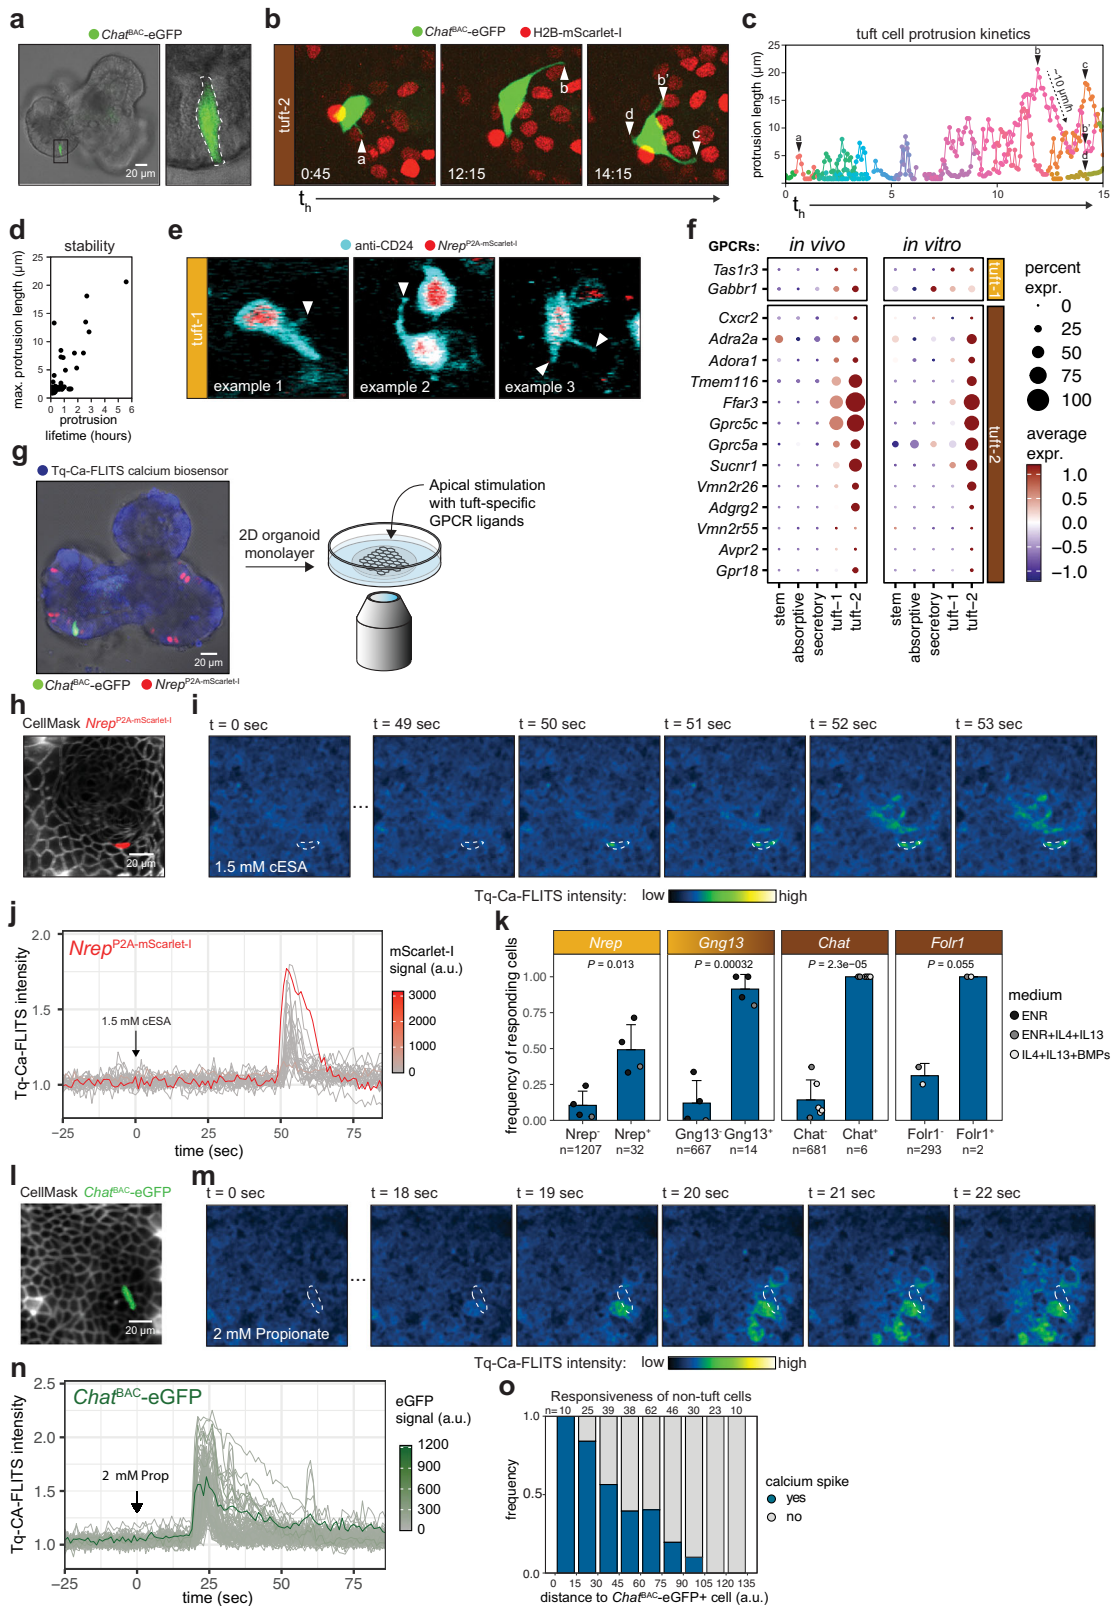 a
Chat^BAC-eGFP
20 µm
b
Chat^BAC-eGFP H2B-mScarlet-I
tuft-2
a
0:45
b
12:15
d
b'
c
14:15
t_h
c
tuft cell protrusion kinetics
protrusion length (µm)
25
20
15
10
5
a
b
~10 µm/h
c
b'
d
0 5 10 15
t_h
d
stability
max. protrusion length (µm)
25
20
15
10
5
0
0 1 2 3 4 5 6
protrusion
lifetime (hours)
e
anti-CD24 Nrep^P2A-mScarlet-I
tuft-1
example 1
example 2
example 3
f
GPCRs: in vivo in vitro
Tas1r3
Gabbr1
tuft-1
Cxcr2
Adra2a
Adora1
Tmem116
Ffar3
Gprc5c
Gprc5a
Sucnr1
Vmn2r26
Adgrg2
Vmn2r55
Avpr2
Gpr18
tuft-2
stem
absorptive
secretory
tuft-1
tuft-2
stem
absorptive
secretory
tuft-1
tuft-2
percent
expr.
0
25
50
75
100
average
expr.
1.0
0.5
0.0
−0.5
−1.0
g
Tq-Ca-FLITS calcium biosensor
20 µm
Chat^BAC-eGFP Nrep^P2A-mScarlet-I
2D organoid
monolayer
Apical stimulation
with tuft-specific
GPCR ligands
h
CellMask Nrep^P2A-mScarlet-I
20 µm
i
t = 0 sec
...
t = 49 sec
t = 50 sec
t = 51 sec
t = 52 sec
t = 53 sec
1.5 mM cESA
Tq-Ca-FLITS intensity: low high
j
Nrep^P2A-mScarlet-I
Tq-Ca-FLITS intensity
2.0
1.5
1.0
1.5 mM cESA
−25 0 25 50 75
time (sec)
mScarlet-I
signal (a.u.)
3000
2000
1000
0
k
frequency of responding cells
1.00
0.75
0.50
0.25
0.00
Nrep Gng13 Chat Folr1
P = 0.013 P = 0.00032 P = 2.3e−05 P = 0.055
Nrep⁻ Nrep⁺ Gng13⁻ Gng13⁺ Chat⁻ Chat⁺ Folr1⁻ Folr1⁺
n=1207 n=32 n=667 n=14 n=681 n=6 n=293 n=2
medium
ENR
ENR+IL4+IL13
IL4+IL13+BMPs
l
CellMask Chat^BAC-eGFP
20 µm
m
t = 0 sec
...
t = 18 sec
t = 19 sec
t = 20 sec
t = 21 sec
t = 22 sec
2 mM Propionate
Tq-Ca-FLITS intensity: low high
n
Chat^BAC-eGFP
Tq-CA-FLITS intensity
2.5
2.0
1.5
1.0
2 mM Prop
−25 0 25 50 75
time (sec)
eGFP
signal (a.u.)
1200
900
600
300
0
o
Responsiveness of non-tuft cells
n= 10 25 39 38 62 46 30 23 10
frequency
1.0
0.5
0.0
0 15 30 45 60 75 90 105 120 135
distance to Chat^BAC-eGFP+ cell (a.u.)
calcium spike
yes
no